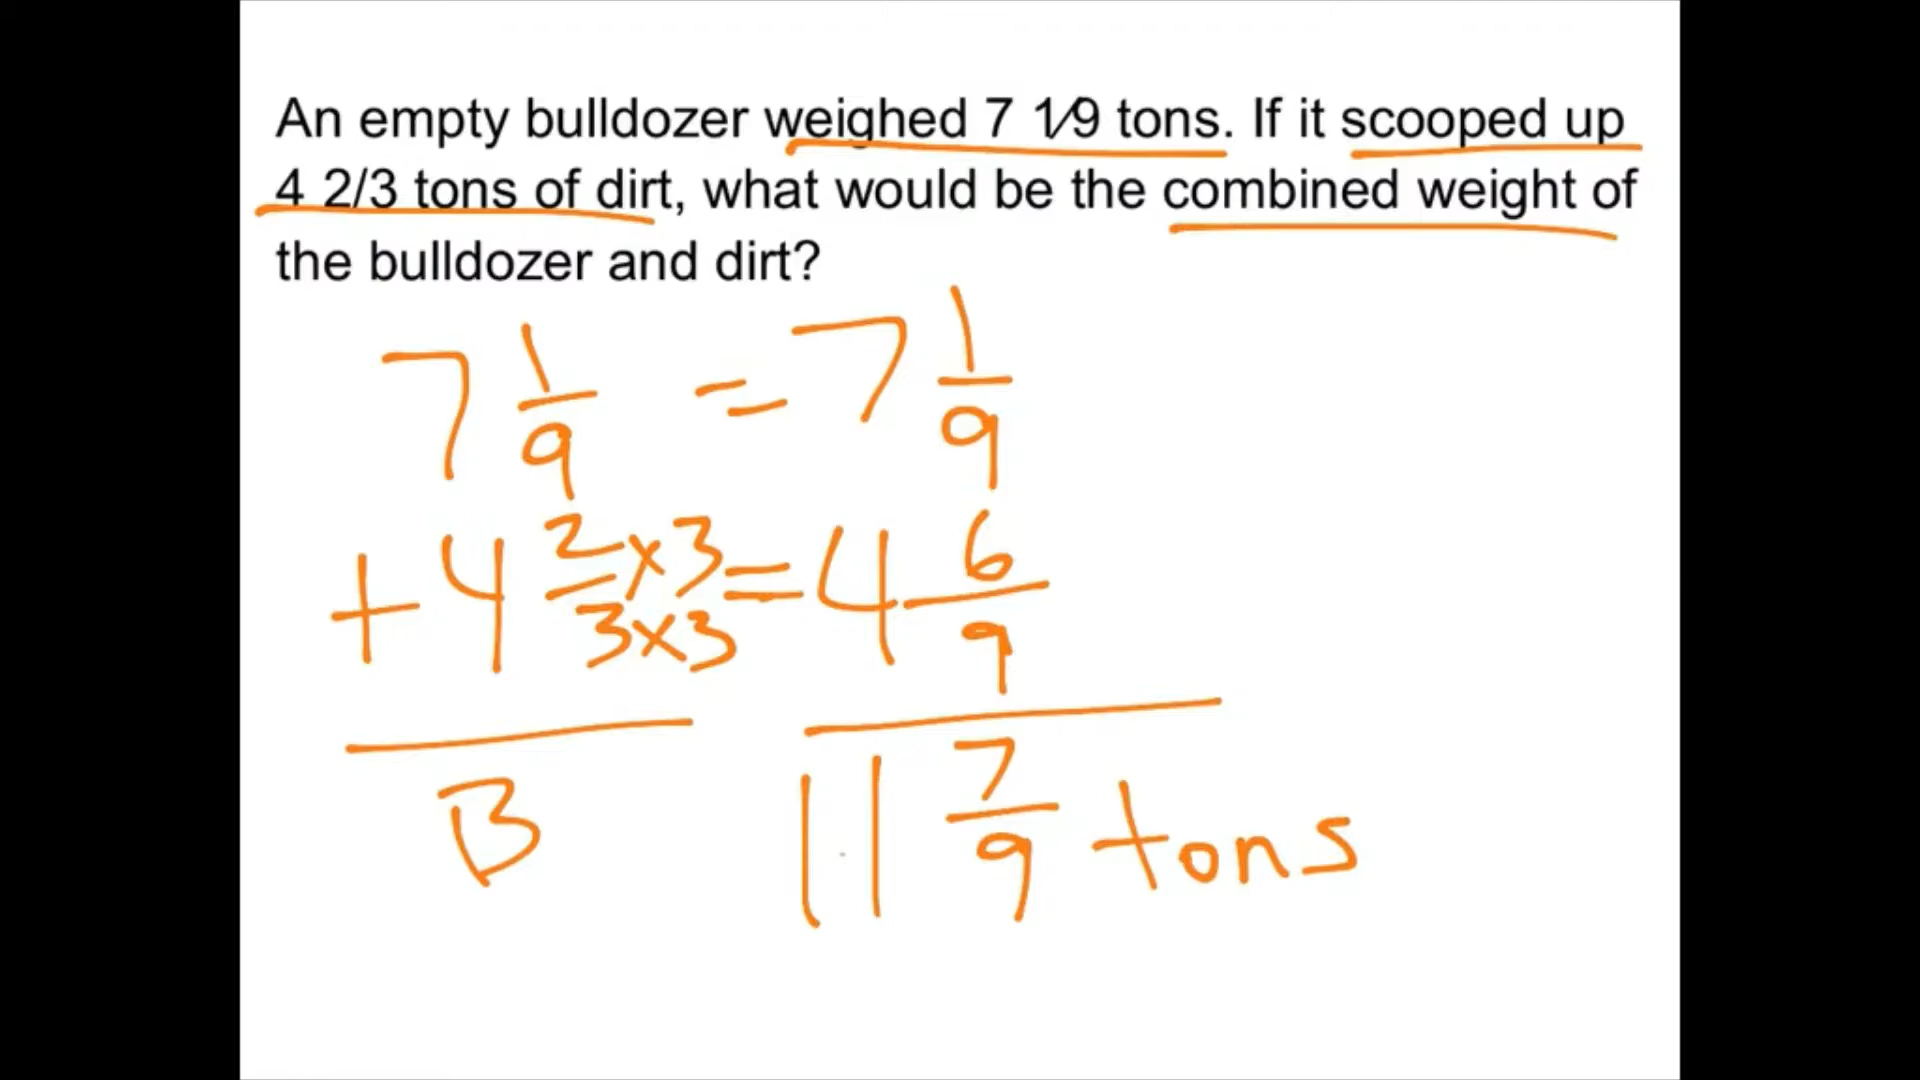 An empty bulldozer weighed 7 1⁄9 tons. If it scooped up
4 2/3 tons of dirt, what would be the combined weight of
the bulldozer and dirt?
7 1/9 = 7 1/9
+ 4 2/3 x 3/x 3 = 4 6/9
B 11 7/9 tons